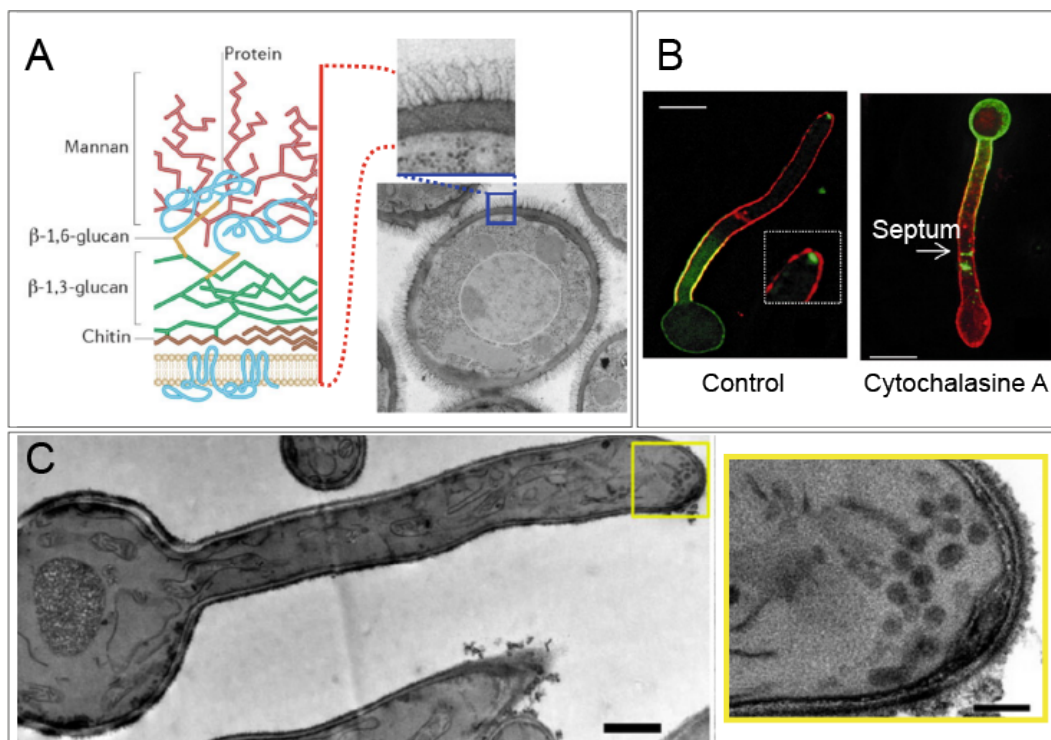 A
Protein
Mannan
β-1,6-glucan
β-1,3-glucan
Chitin
B
Septum
Control
Cytochalasine A
C